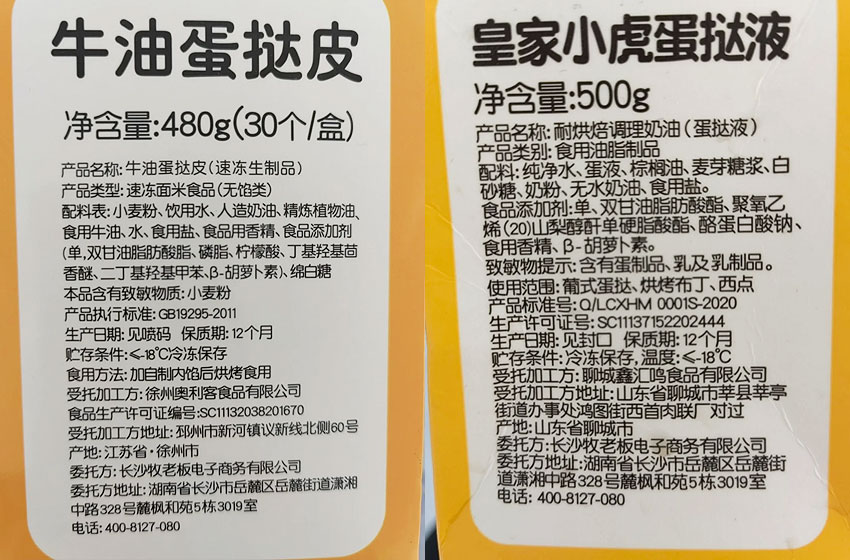 牛油蛋挞皮
净含量:480g(30个/盒)
产品名称:牛油蛋挞皮(速冻生制品)
产品类型:速冻面米食品(无馅类)
配料表:小麦粉、饮用水、人造奶油、精炼植物油、
食用牛油、水、食用盐、食品用香精、食品添加剂
(单,双甘油脂肪酸脂、磷脂、柠檬酸、丁基羟基茴
香醚、二丁基羟基甲苯、β-胡萝卜素)、绵白糖
本品含有致敏物质:小麦粉
产品执行标准:GB19295-2011
生产日期:见喷码 保质期:12个月
贮存条件:≤-18℃冷冻保存
食用方法:加自制内馅后烘烤食用
受托加工方:徐州奥利客食品有限公司
食品生产许可证编号:SC11132038201670
受托加工方地址:邳州市新河镇议新线北侧60号
产地:江苏省·徐州市
委托方:长沙牧老板电子商务有限公司
委托方地址:湖南省长沙市岳麓区岳麓街道潇湘
中路328号麓枫和苑5栋3019室
电话:400-8127-080
皇家小虎蛋挞液
净含量:500g
产品名称:耐烘焙调理奶油(蛋挞液)
产品类别:食用油脂制品
配料:纯净水、蛋液、棕榈油、麦芽糖浆、白
砂糖、奶粉、无水奶油、食用盐。
食品添加剂:单、双甘油脂肪酸酯、聚氧乙
烯(20)山梨醇酐单硬脂酸酯、酪蛋白酸钠、
食用香精、β-胡萝卜素。
致敏物提示:含有蛋制品、乳及乳制品。
使用范围:葡式蛋挞、烘烤布丁、西点
产品标准号:Q/LCXHM 0001S-2020
生产许可证号:SC11137152202444
生产日期:见封口 保质期:12个月
贮存条件:冷冻保存,温度:≤-18℃
受托加工方:聊城鑫汇鸣食品有限公司
受托加工方地址:山东省聊城市莘县莘亭
街道办事处鸿图街西首肉联厂对过
产地:山东省聊城市
委托方:长沙牧老板电子商务有限公司
委托方地址:湖南省长沙市岳麓区岳麓街
道潇湘中路328号麓枫和苑5栋3019室
电话:400-8127-080